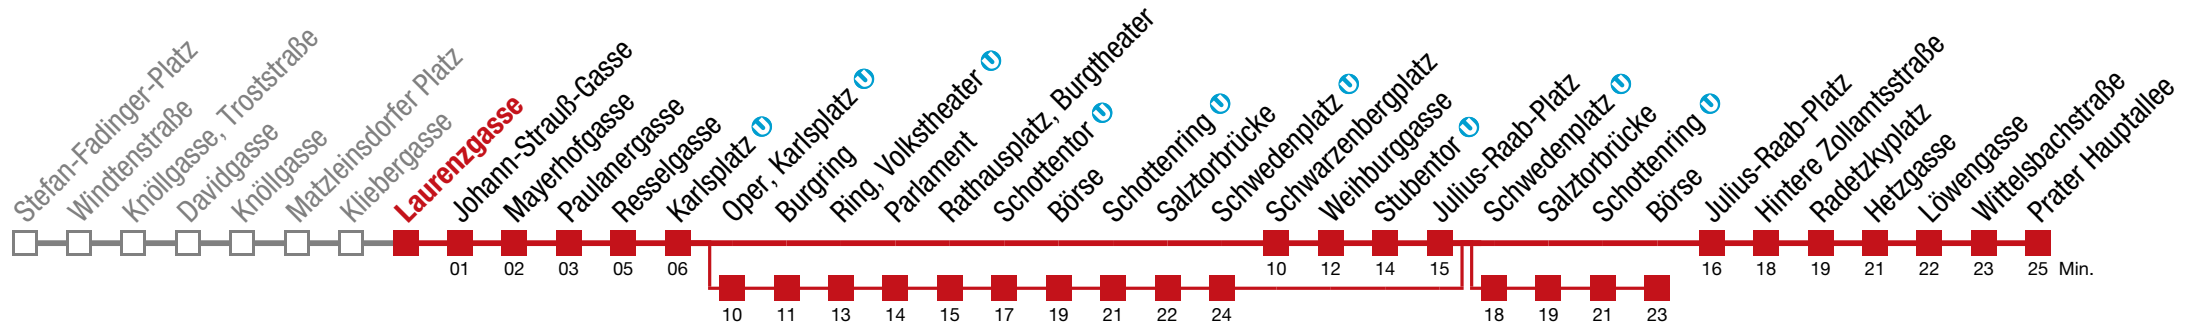 Stefan-Fadinger-Platz
Windtenstraße
Knöllgasse, Troststraße
Davidgasse
Knöllgasse
Matzleinsdorfer Platz
Kliebergasse
Laurenzgasse
Johann-Strauß-Gasse
Mayerhofgasse
Paulanergasse
Resselgasse
Karlsplatz U
Oper, Karlsplatz U
Burgring
Ring, Volkstheater U
Parlament
Rathausplatz, Burgtheater
Schottentor U
Börse
Schottenring U
Salztorbrücke
Schwedenplatz U
Schwarzenbergplatz
Weihburggasse
Stubentor U
Julius-Raab-Platz
Schwedenplatz U
Salztorbrücke
Schottenring U
Börse
Julius-Raab-Platz
Hintere Zollamtsstraße
Radetzkyplatz
Hetzgasse
Löwengasse
Wittelsbachstraße
Prater Hauptallee
01 02 03 05 06 10 12 14 15 16 18 19 21 22 23 25 Min.
10 11 13 14 15 17 19 21 22 24 18 19 21 23